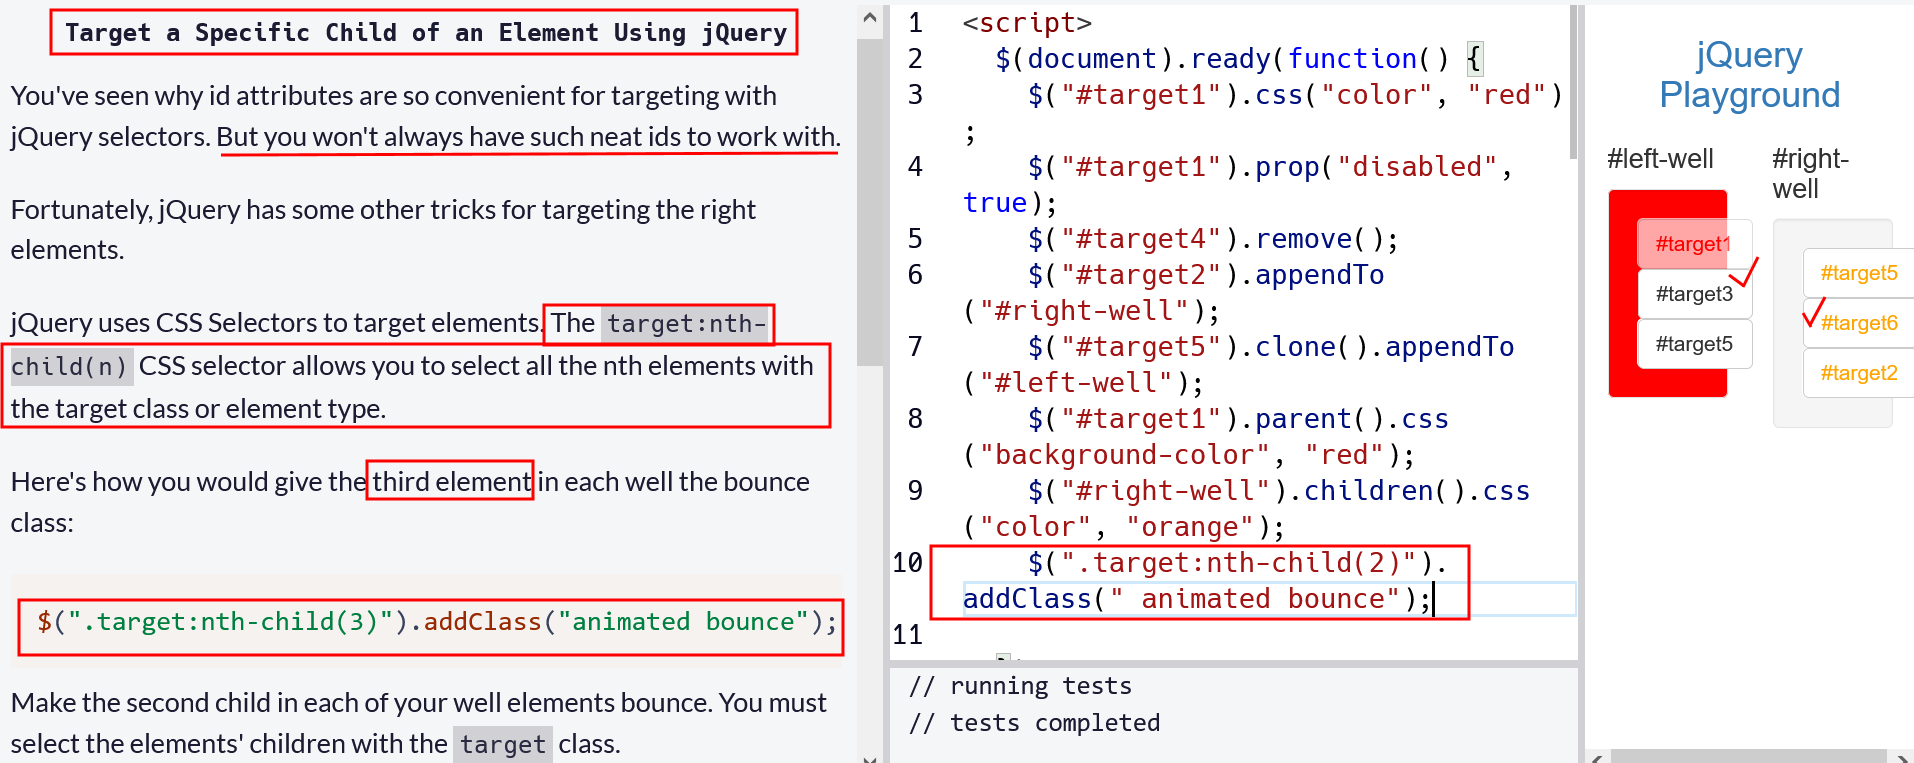 Target a Specific Child of an Element Using jQuery
You've seen why id attributes are so convenient for targeting with
jQuery selectors. But you won't always have such neat ids to work with.
Fortunately, jQuery has some other tricks for targeting the right
elements.
jQuery uses CSS Selectors to target elements. The target:nth-
child(n) CSS selector allows you to select all the nth elements with
the target class or element type.
Here's how you would give the third element in each well the bounce
class:
$(".target:nth-child(3)").addClass("animated bounce");
Make the second child in each of your well elements bounce. You must
select the elements' children with the target class.
1 <script>
2 $(document).ready(function() {
3 $("#target1").css("color", "red")
;
4 $("#target1").prop("disabled",
true);
5 $("#target4").remove();
6 $("#target2").appendTo
("#right-well");
7 $("#target5").clone().appendTo
("#left-well");
8 $("#target1").parent().css
("background-color", "red");
9 $("#right-well").children().css
("color", "orange");
10 $(".target:nth-child(2)").
addClass(" animated bounce");
11
// running tests
// tests completed
jQuery
Playground
#left-well
#target1
#target3
#target5
#right-
well
#target5
#target6
#target2